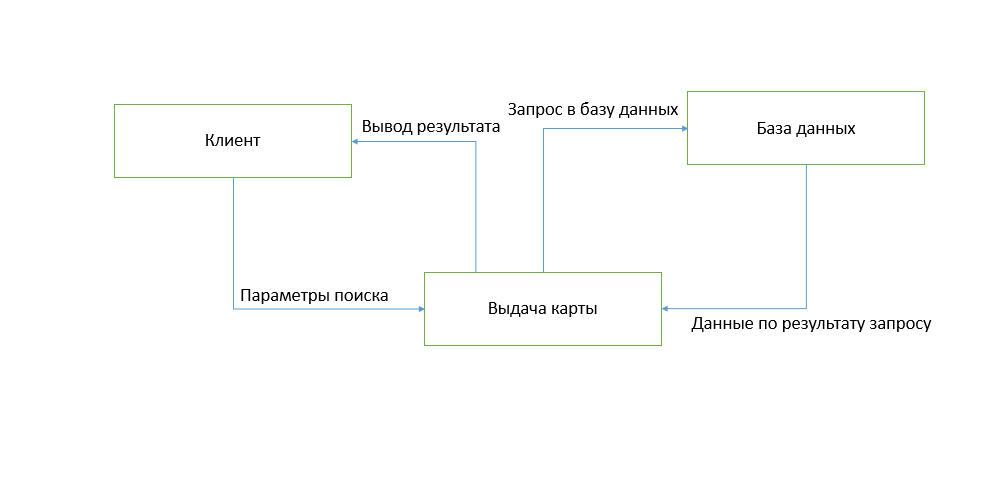 Запрос в базу данных
База данных
Вывод результата
Клиент
Параметры поиска
Выдача карты
Данные по результату запросу